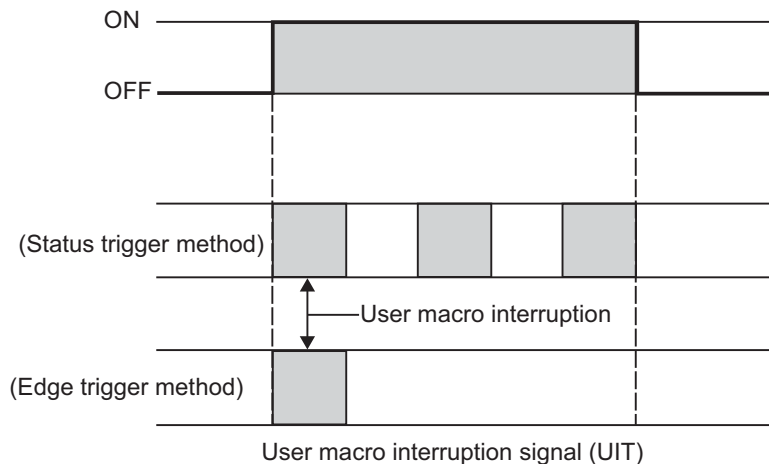 ON
OFF
(Status trigger method)
User macro interruption
(Edge trigger method)
User macro interruption signal (UIT)